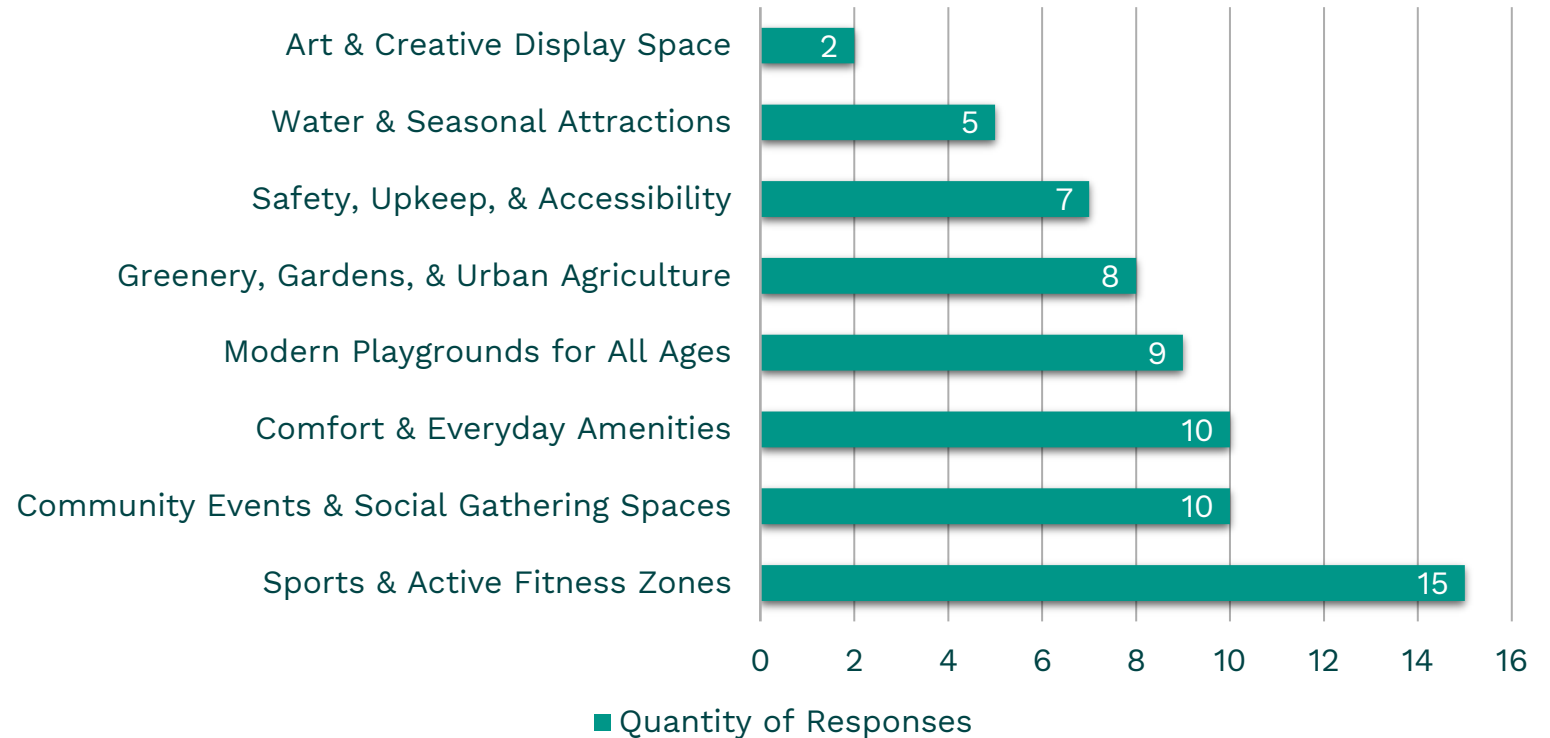 Art & Creative Display Space 2
Water & Seasonal Attractions 5
Safety, Upkeep, & Accessibility 7
Greenery, Gardens, & Urban Agriculture 8
Modern Playgrounds for All Ages 9
Comfort & Everyday Amenities 10
Community Events & Social Gathering Spaces 10
Sports & Active Fitness Zones 15
0 2 4 6 8 10 12 14 16
Quantity of Responses